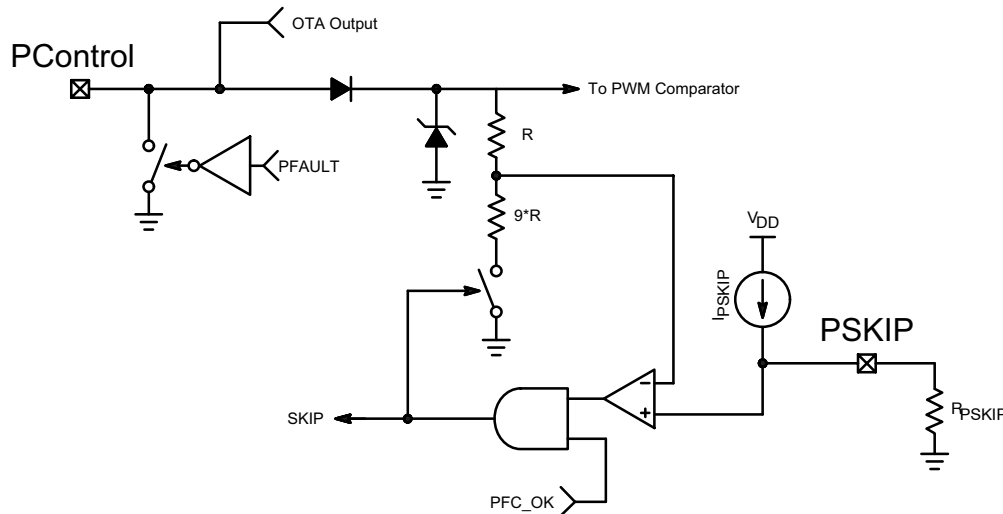 OTA Output
PControl
To PWM Comparator
R
PFAULT
9*R
VDD
IPSKIP
PSKIP
RPSKIP
SKIP
PFC_OK